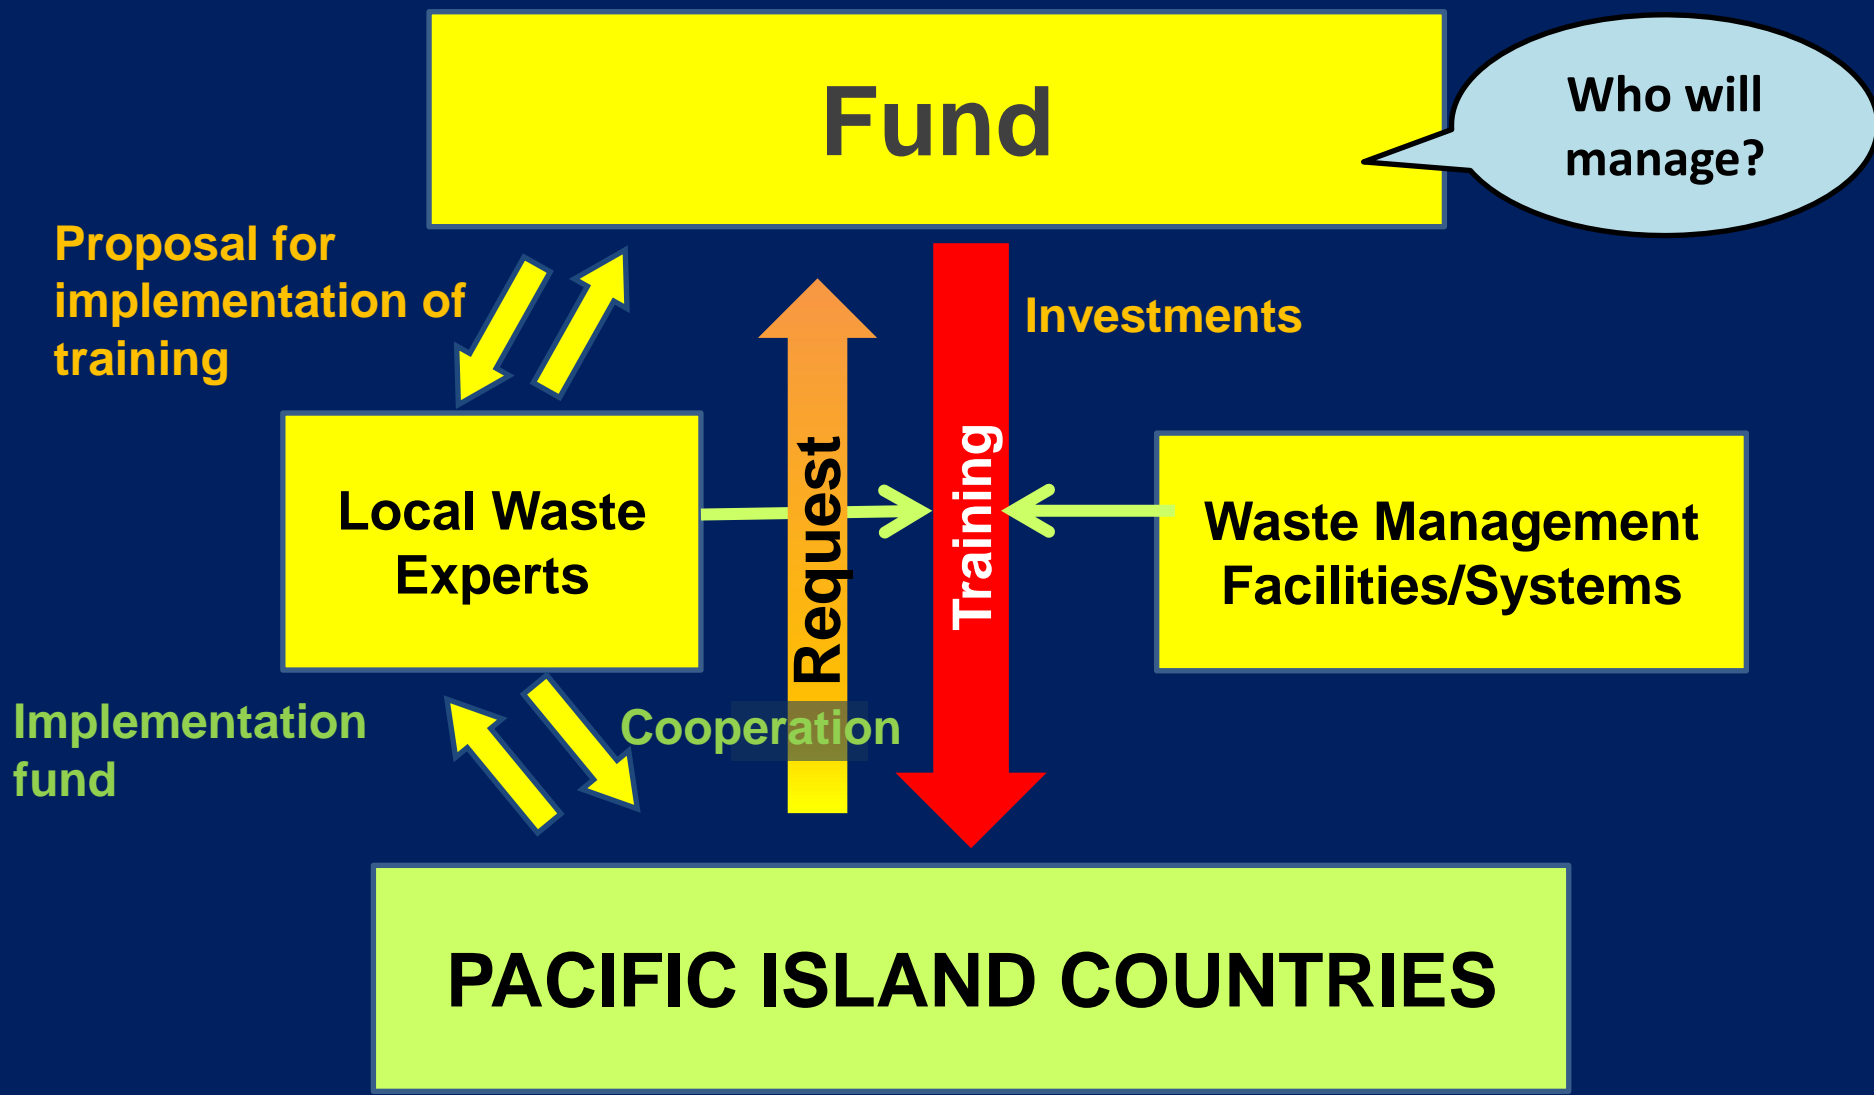 Fund
Who will
manage?
Proposal for
implementation of
training
Investments
Request
Training
Local Waste
Experts
Waste Management
Facilities/Systems
Implementation
fund
Cooperation
PACIFIC ISLAND COUNTRIES